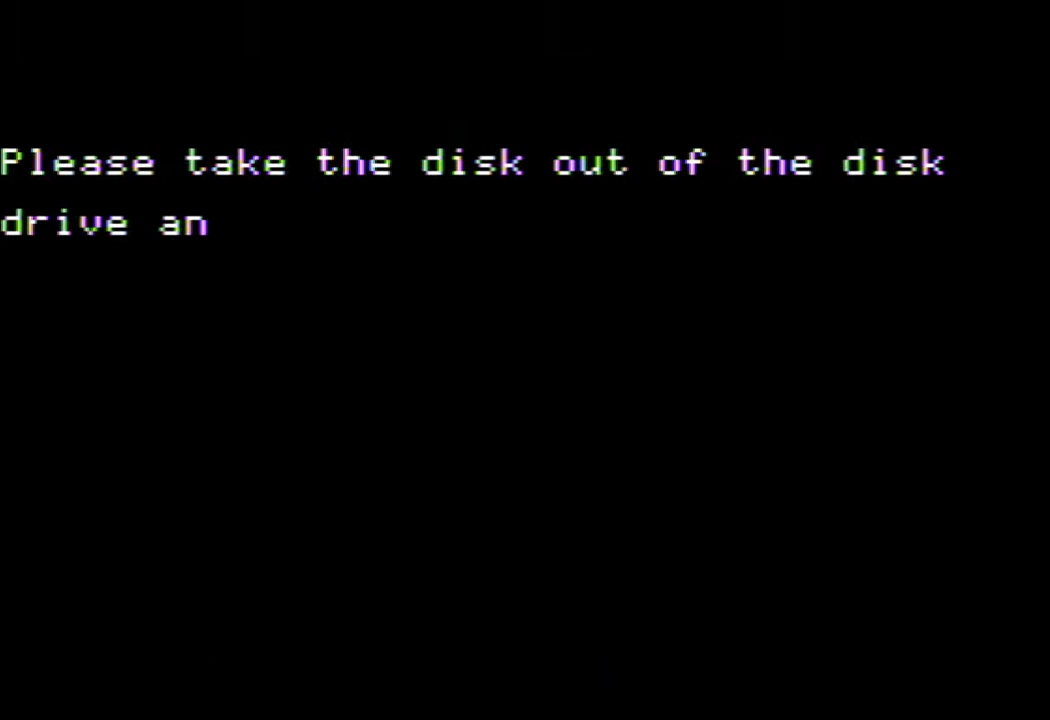 Please take the disk out of the disk
drive an